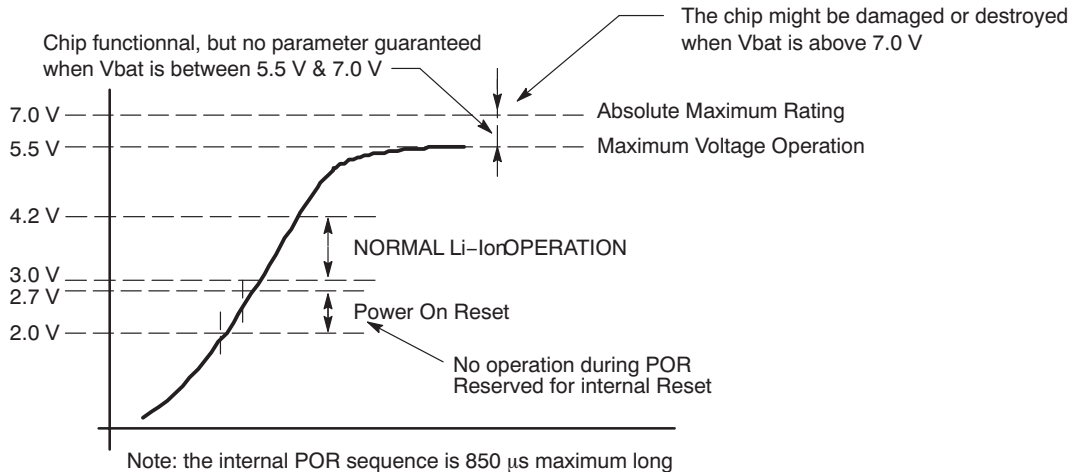 The chip might be damaged or destroyed
when Vbat is above 7.0 V
Chip functionnal, but no parameter guaranteed
when Vbat is between 5.5 V & 7.0 V
7.0 V
Absolute Maximum Rating
5.5 V
Maximum Voltage Operation
4.2 V
NORMAL Li–IonOPERATION
3.0 V
2.7 V
Power On Reset
2.0 V
No operation during POR
Reserved for internal Reset
Note: the internal POR sequence is 850 μs maximum long